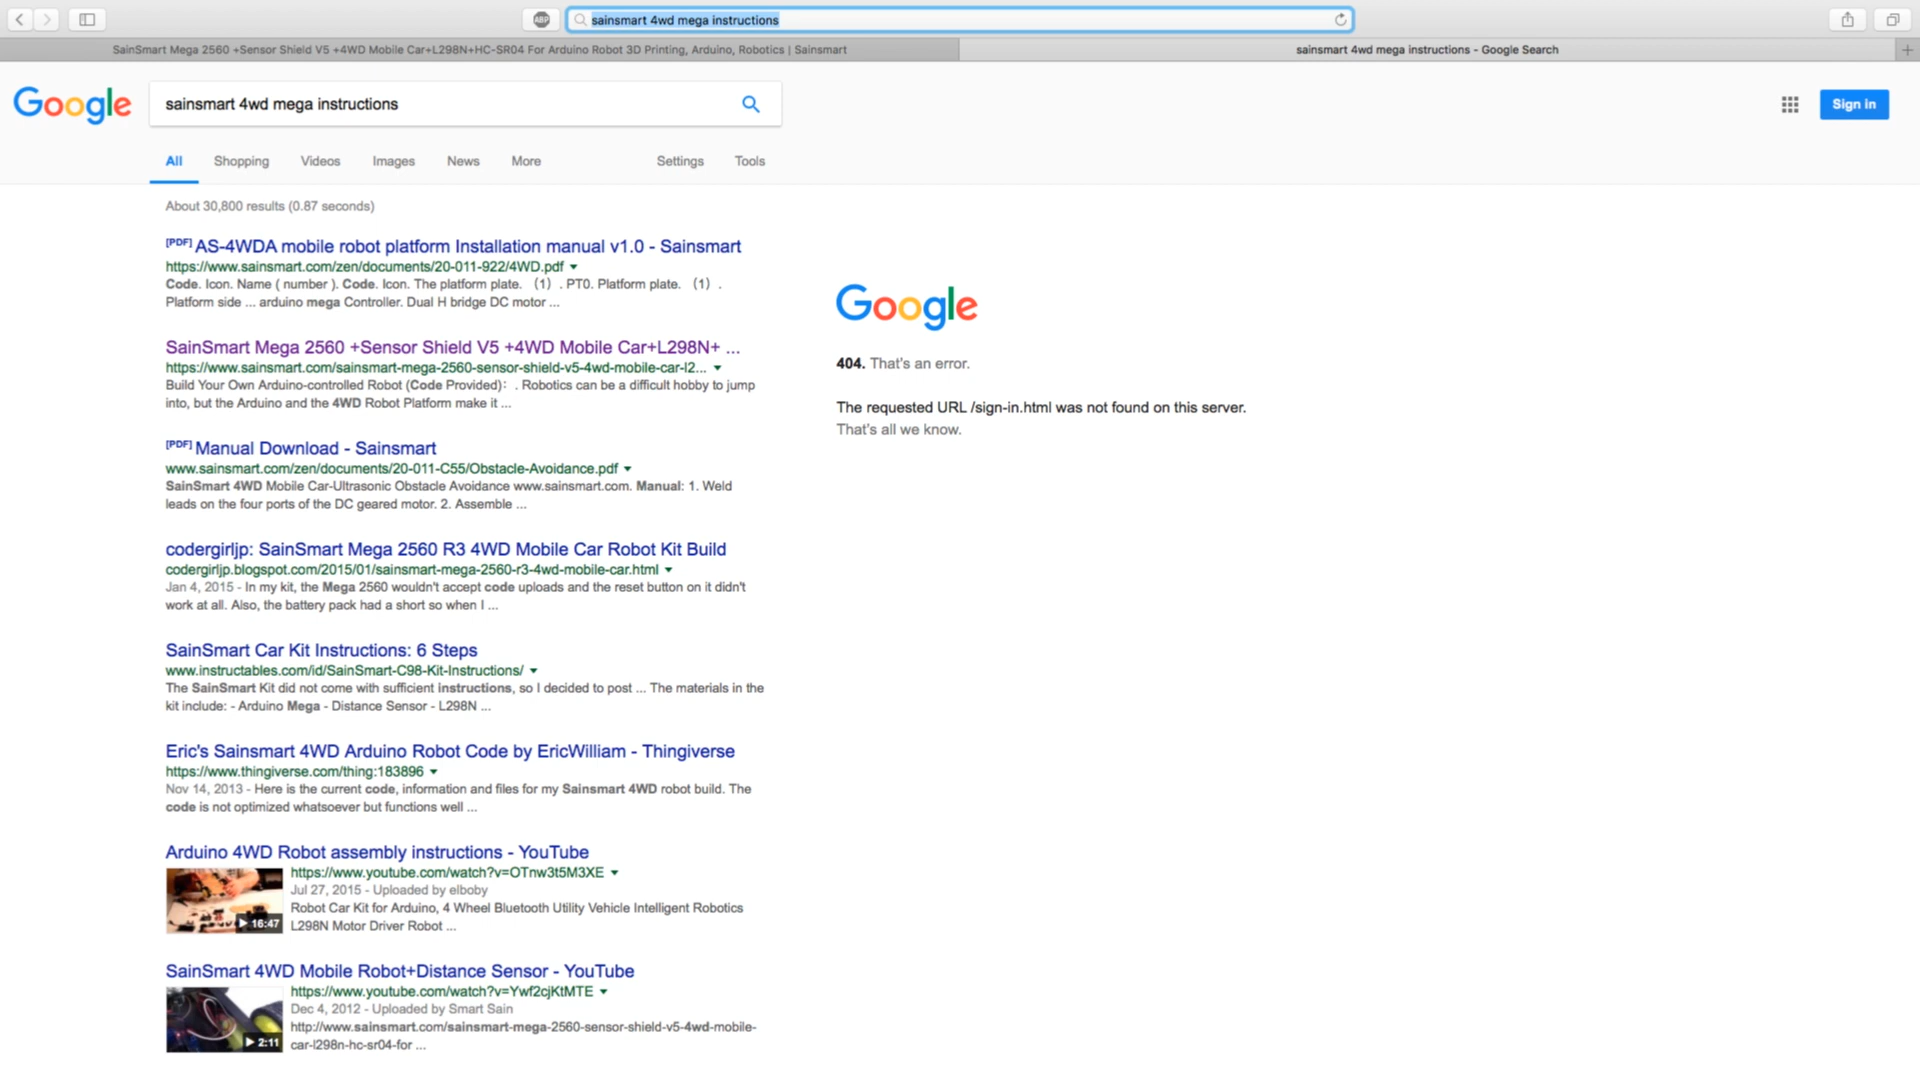 ABP
sainsmart 4wd mega instructions
SainSmart Mega 2560 +Sensor Shield V5 +4WD Mobile Car+L298N+HC-SR04 For Arduino Robot 3D Printing, Arduino, Robotics | Sainsmart
sainsmart 4wd mega instructions - Google Search
Google
sainsmart 4wd mega instructions
Sign in
All Shopping Videos Images News More Settings Tools
About 30,800 results (0.87 seconds)
[PDF] AS-4WDA mobile robot platform Installation manual v1.0 - Sainsmart
https://www.sainsmart.com/zen/documents/20-011-922/4WD.pdf
Code. Icon. Name ( number ). Code. Icon. The platform plate. （1）. PT0. Platform plate. （1）.
Platform side ... arduino mega Controller. Dual H bridge DC motor ...
SainSmart Mega 2560 +Sensor Shield V5 +4WD Mobile Car+L298N+ ...
https://www.sainsmart.com/sainsmart-mega-2560-sensor-shield-v5-4wd-mobile-car-l2...
Build Your Own Arduino-controlled Robot (Code Provided)：. Robotics can be a difficult hobby to jump
into, but the Arduino and the 4WD Robot Platform make it ...
[PDF] Manual Download - Sainsmart
www.sainsmart.com/zen/documents/20-011-C55/Obstacle-Avoidance.pdf
SainSmart 4WD Mobile Car-Ultrasonic Obstacle Avoidance www.sainsmart.com. Manual: 1. Weld
leads on the four ports of the DC geared motor. 2. Assemble ...
codergirljp: SainSmart Mega 2560 R3 4WD Mobile Car Robot Kit Build
codergirljp.blogspot.com/2015/01/sainsmart-mega-2560-r3-4wd-mobile-car.html
Jan 4, 2015 - In my kit, the Mega 2560 wouldn't accept code uploads and the reset button on it didn't
work at all. Also, the battery pack had a short so when I ...
SainSmart Car Kit Instructions: 6 Steps
www.instructables.com/id/SainSmart-C98-Kit-Instructions/
The SainSmart Kit did not come with sufficient instructions, so I decided to post ... The materials in the
kit include: - Arduino Mega - Distance Sensor - L298N ...
Eric's Sainsmart 4WD Arduino Robot Code by EricWilliam - Thingiverse
https://www.thingiverse.com/thing:183896
Nov 14, 2013 - Here is the current code, information and files for my Sainsmart 4WD robot build. The
code is not optimized whatsoever but functions well ...
Arduino 4WD Robot assembly instructions - YouTube
https://www.youtube.com/watch?v=OTnw3t5M3XE
Jul 27, 2015 - Uploaded by elboby
Robot Car Kit for Arduino, 4 Wheel Bluetooth Utility Vehicle Intelligent Robotics
L298N Motor Driver Robot ...
16:47
SainSmart 4WD Mobile Robot+Distance Sensor - YouTube
https://www.youtube.com/watch?v=Ywf2cjKtMTE
Dec 4, 2012 - Uploaded by Smart Sain
http://www.sainsmart.com/sainsmart-mega-2560-sensor-shield-v5-4wd-mobile-
car-l298n-hc-sr04-for ...
2:11
Google
404. That's an error.
The requested URL /sign-in.html was not found on this server.
That's all we know.